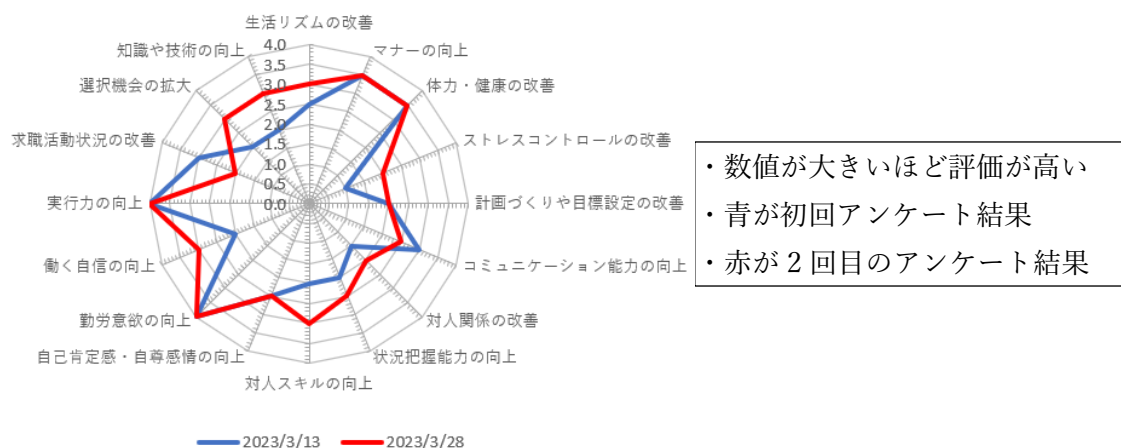 生活リズムの改善
マナーの向上
体力・健康の改善
ストレスコントロールの改善
計画づくりや目標設定の改善
コミュニケーション能力の向上
対人関係の改善
状況把握能力の向上
対人スキルの向上
自己肯定感・自尊感情の向上
勤労意欲の向上
働く自信の向上
実行力の向上
求職活動状況の改善
選択機会の拡大
知識や技術の向上
4.0
3.5
3.0
2.5
2.0
1.5
1.0
0.5
0.0
2023/3/13
2023/3/28
・数値が大きいほど評価が高い
・青が初回アンケート結果
・赤が２回目のアンケート結果